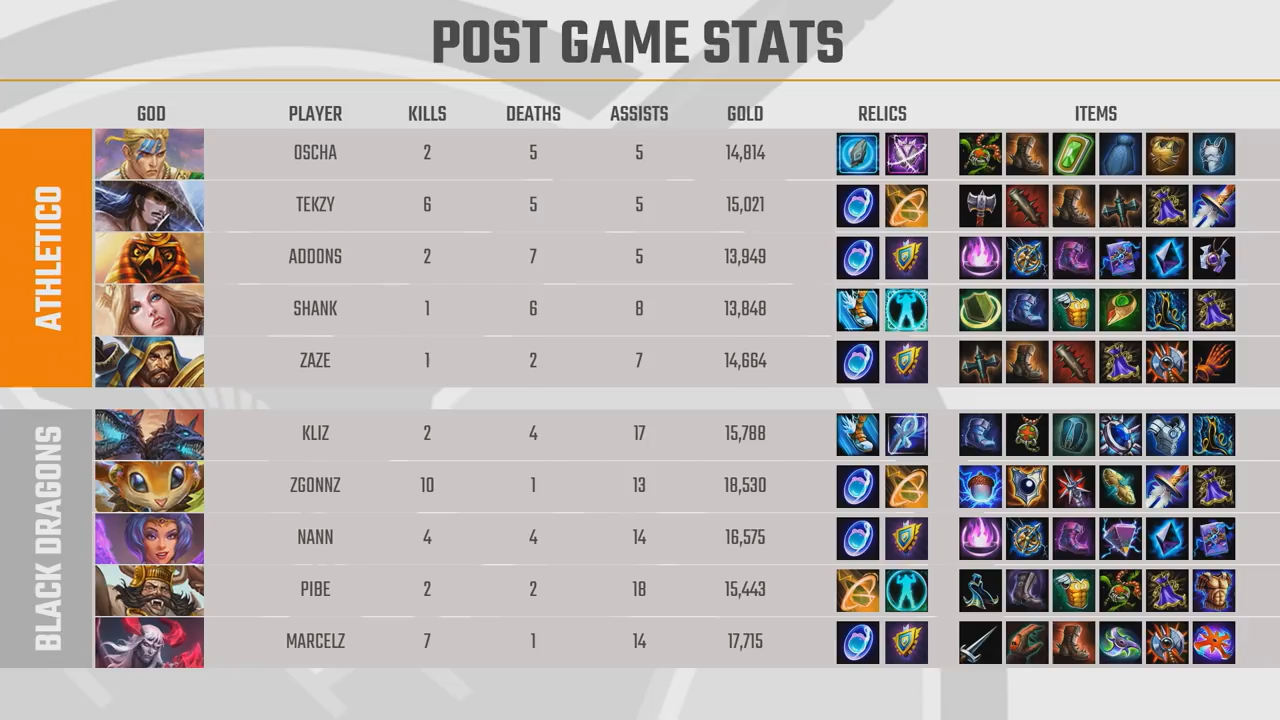 POST GAME STATS
GOD PLAYER KILLS DEATHS ASSISTS GOLD RELICS ITEMS
ATHLETICO
OSCHA 2 5 5 14,814
TEKZY 6 5 5 15,021
ADDONS 2 7 5 13,949
SHANK 1 6 8 13,848
ZAZE 1 2 7 14,664
BLACK DRAGONS
KLIZ 2 4 17 15,788
ZGONNZ 10 1 13 18,530
NANN 4 4 14 16,575
PIBE 2 2 18 15,443
MARCELZ 7 1 14 17,715